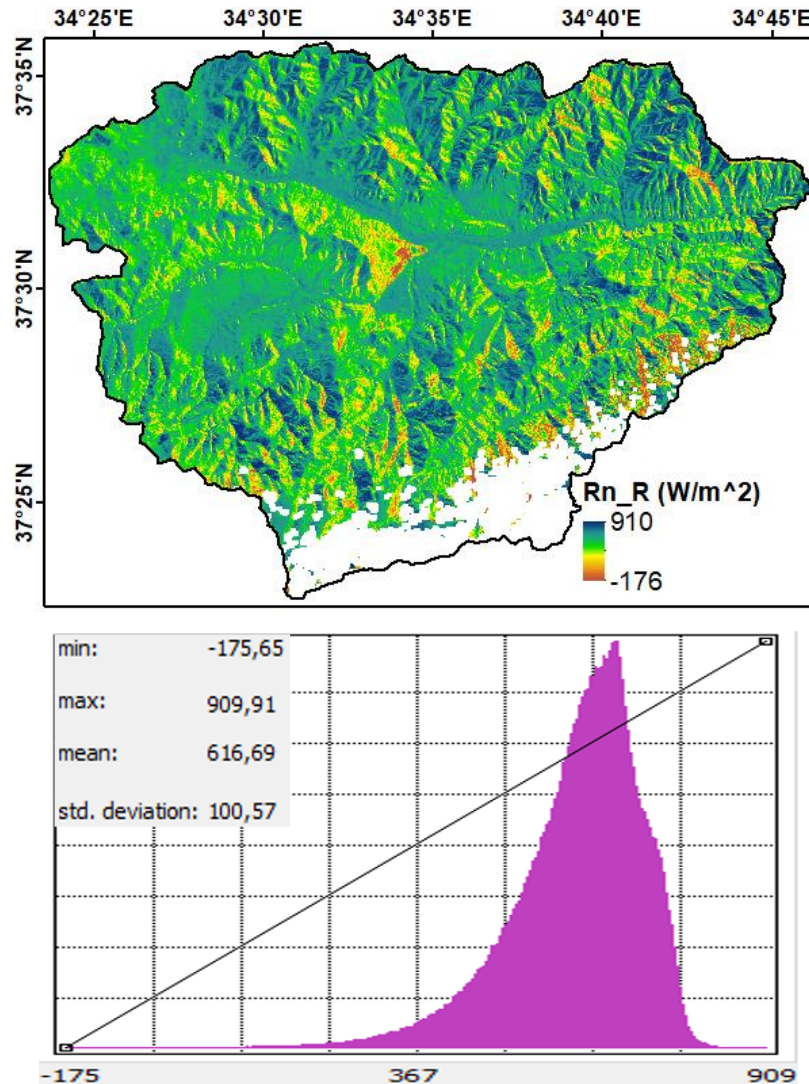 34°25'E 34°30'E 34°35'E 34°40'E 34°45'E
37°35'N
37°30'N
37°25'N
Rn_R (W/m^2)
910
-176
min: -175,65
max: 909,91
mean: 616,69
std. deviation: 100,57
-175 367 909